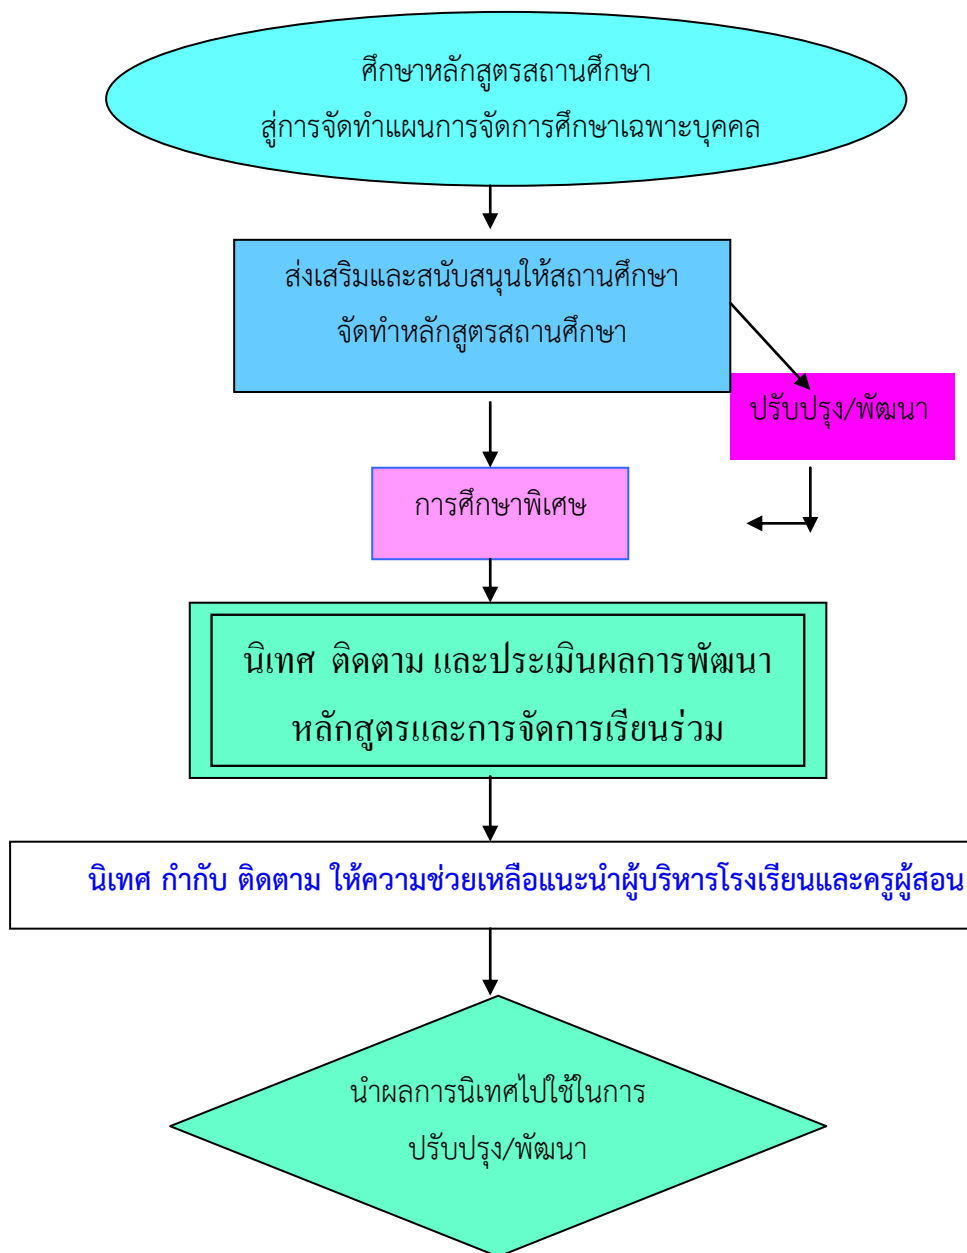 ศึกษาหลักสูตรสถานศึกษา
สู่การจัดทำแผนการจัดการศึกษาเฉพาะบุคคล
ส่งเสริมและสนับสนุนให้สถานศึกษา
จัดทำหลักสูตรสถานศึกษา
ปรับปรุง/พัฒนา
การศึกษาพิเศษ
นิเทศ ติดตาม และประเมินผลการพัฒนา
หลักสูตรและการจัดการเรียนร่วม
นิเทศ กำกับ ติดตาม ให้ความช่วยเหลือแนะนำผู้บริหารโรงเรียนและครูผู้สอน
นำผลการนิเทศไปใช้ในการ
ปรับปรุง/พัฒนา